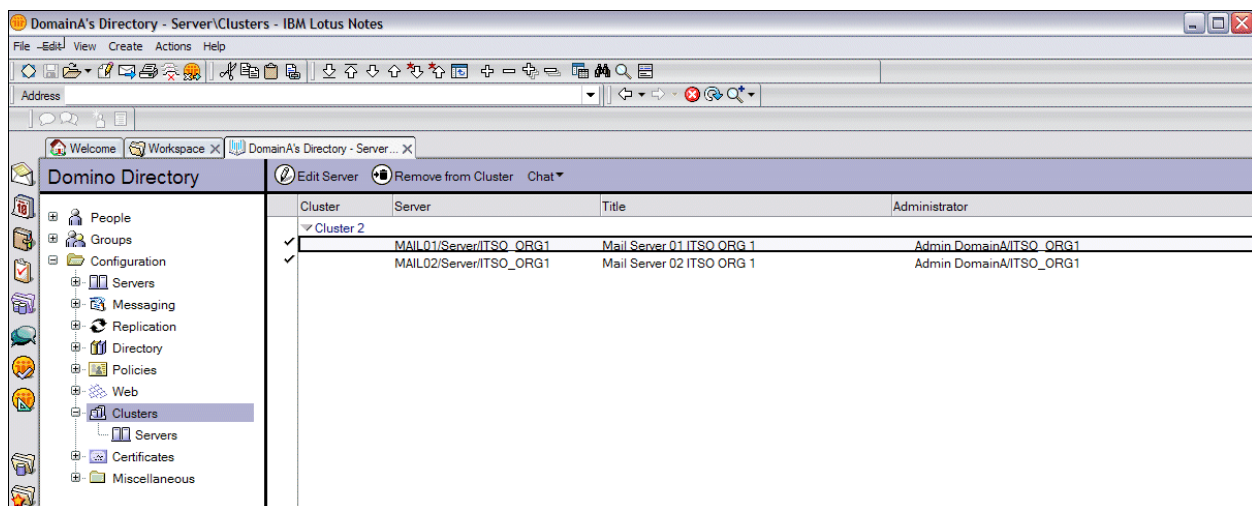 DomainA's Directory - Server\Clusters - IBM Lotus Notes
File Edit View Create Actions Help
Address
Welcome Workspace DomainA's Directory - Server...
Domino Directory
Edit Server Remove from Cluster Chat
Cluster Server Title Administrator
Cluster 2
MAIL01/Server/ITSO_ORG1 Mail Server 01 ITSO ORG 1 Admin DomainA/ITSO_ORG1
MAIL02/Server/ITSO_ORG1 Mail Server 02 ITSO ORG 1 Admin DomainA/ITSO_ORG1
People
Groups
Configuration
Servers
Messaging
Replication
Directory
Policies
Web
Clusters
Servers
Certificates
Miscellaneous